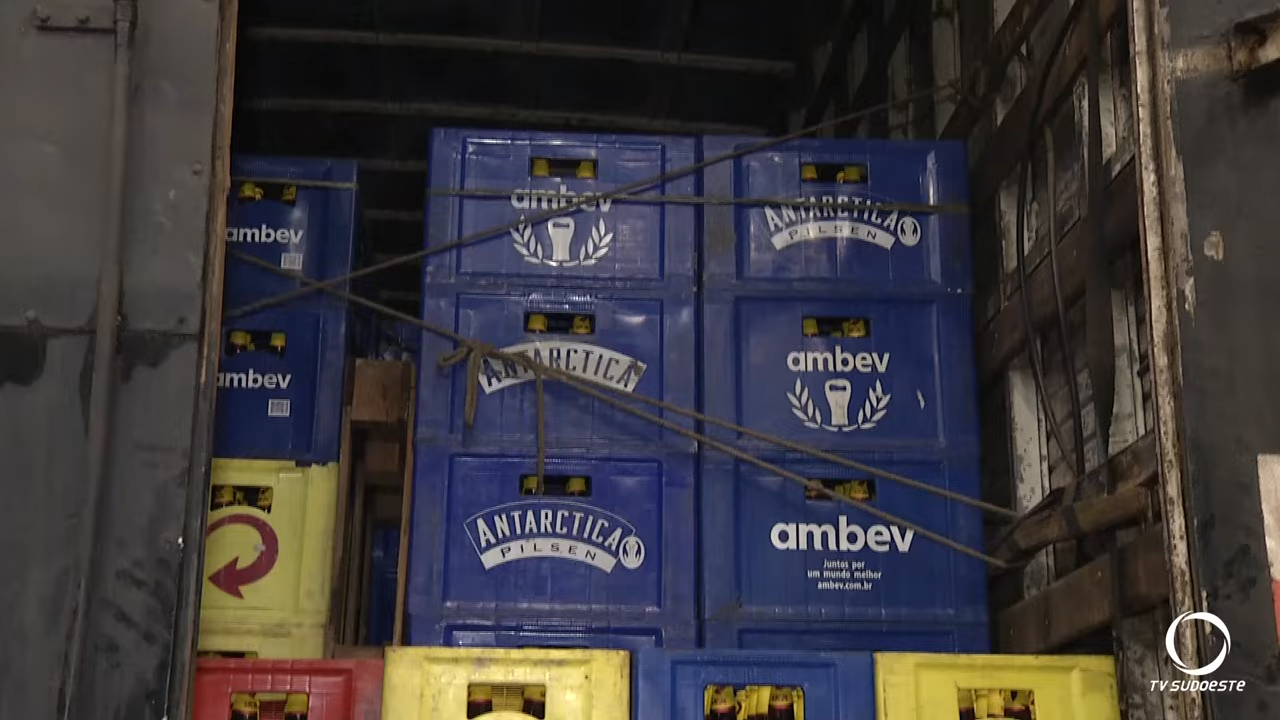 ambev
ambev
ANTARCTICA
PILSEN
ambev
ANTARCTICA
ambev
ANTARCTICA
PILSEN
ambev
Juntos por
um mundo melhor
ambev.com.br
TV SUDOESTE